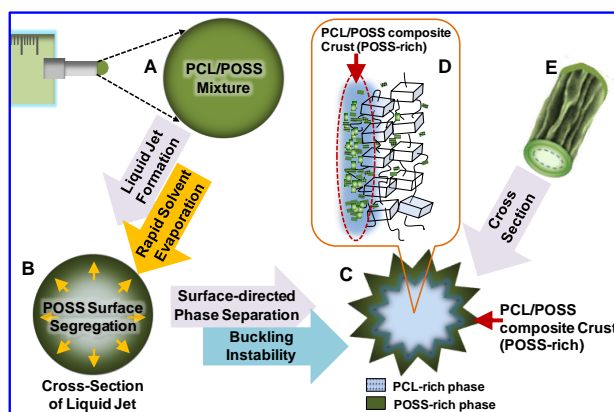 A
PCL/POSS
Mixture
PCL/POSS composite
Crust (POSS-rich)
D
E
Liquid Jet
Formation
Rapid Solvent
Evaporation
Cross
Section
B
POSS Surface
Segregation
Cross-Section
of Liquid Jet
Surface-directed
Phase Separation
Buckling
Instability
C
PCL/POSS
composite Crust
(POSS-rich)
PCL-rich phase
POSS-rich phase